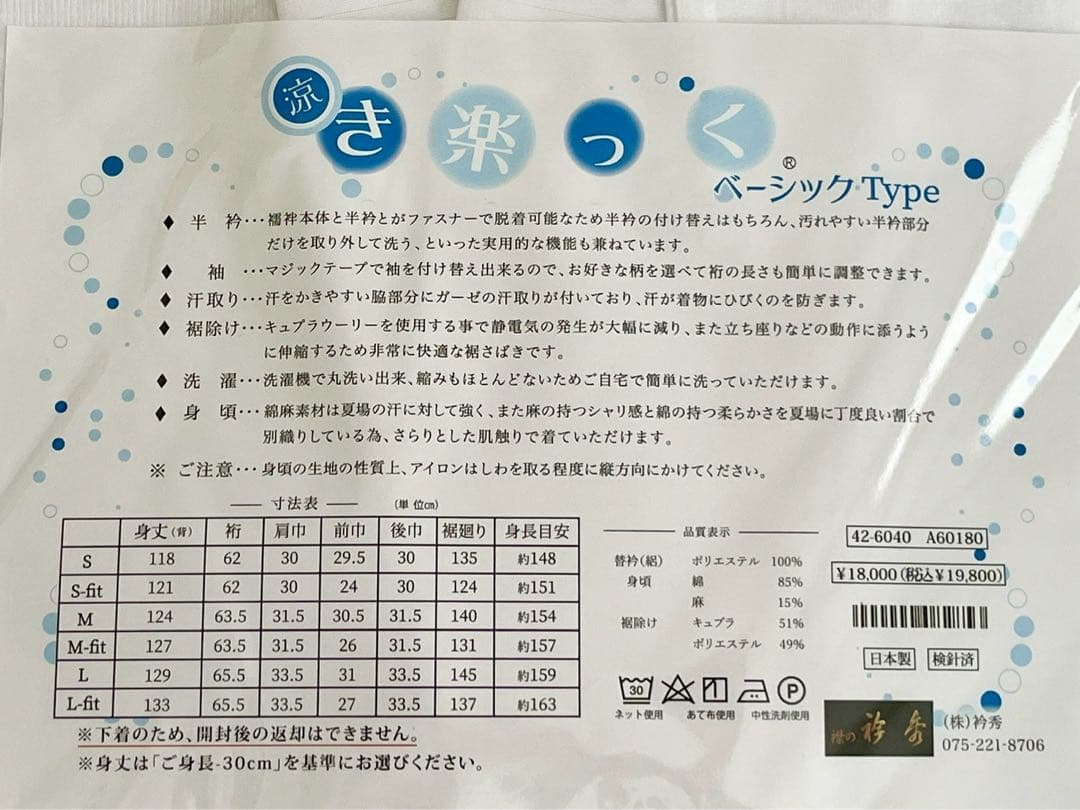 涼
き楽っく®
ベーシックType
♦ 半 衿･･･襦袢本体と半衿とがファスナーで脱着可能なため半衿の付け替えはもちろん、汚れやすい半衿部分
だけを取り外して洗う、といった実用的な機能も兼ねています。
♦ 袖 ･･･マジックテープで袖を付け替え出来るので、お好きな柄を選べて裄の長さも簡単に調整できます。
♦ 汗取り･･･汗をかきやすい脇部分にガーゼの汗取りが付いており、汗が着物にひびくのを防ぎます。
♦ 裾除け･･･キュプラウーリーを使用する事で静電気の発生が大幅に減り、また立ち座りなどの動作に添うよう
に伸縮するため非常に快適な裾さばきです。
♦ 洗 濯･･･洗濯機で丸洗い出来、縮みもほとんどないためご自宅で簡単に洗っていただけます。
♦ 身 頃･･･綿麻素材は夏場の汗に対して強く、また麻の持つシャリ感と綿の持つ柔らかさを夏場に丁度良い割合で
別織りしている為、さらりとした肌触りで着ていただけます。
※ ご注意･･･身頃の生地の性質上、アイロンはしわを取る程度に縦方向にかけてください。
寸法表 (単位cm)
身丈(背) 裄 肩巾 前巾 後巾 裾廻り 身長目安
S 118 62 30 29.5 30 135 約148
S-fit 121 62 30 24 30 124 約151
M 124 63.5 31.5 30.5 31.5 140 約154
M-fit 127 63.5 31.5 26 31.5 131 約157
L 129 65.5 33.5 31 33.5 145 約159
L-fit 133 65.5 33.5 27 33.5 137 約163
※下着のため、開封後の返却はできません。
※身丈は「ご身長-30cm」を基準にお選びください。
品質表示
替衿(絽) ポリエステル 100%
身頃 綿 85%
麻 15%
裾除け キュプラ 51%
ポリエステル 49%
30 P
ネット使用 あて布使用 中性洗剤使用
42-6040 A60180
¥18,000(税込¥19,800)
日本製 検針済
襟の 衿秀
(株)衿秀
075-221-8706